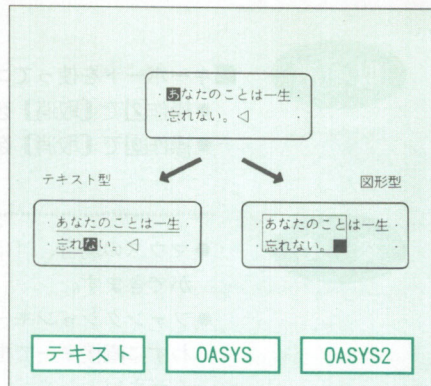 ・あなたのことは一生・
・忘れない。◁ ・
テキスト型
図形型
・あなたのことは一生・
・忘れない。◁ ・
・あなたのことは一生・
・忘れない。■ ・
テキスト
OASYS
OASYS2